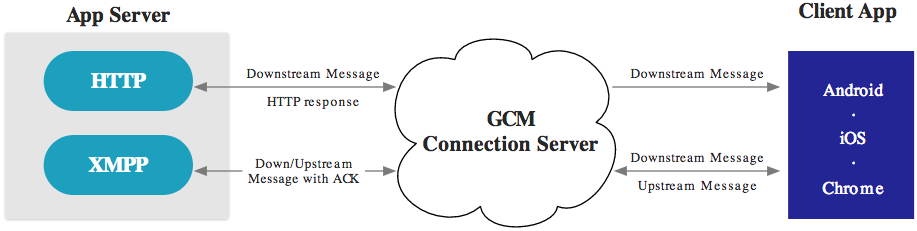 App Server
Client App
HTTP
XMPP
Downstream Message
HTTP response
Down/Upstream
Message with ACK
GCM
Connection Server
Downstream Message
Downstream Message
Upstream Message
Android
.
iOS
.
Chrome